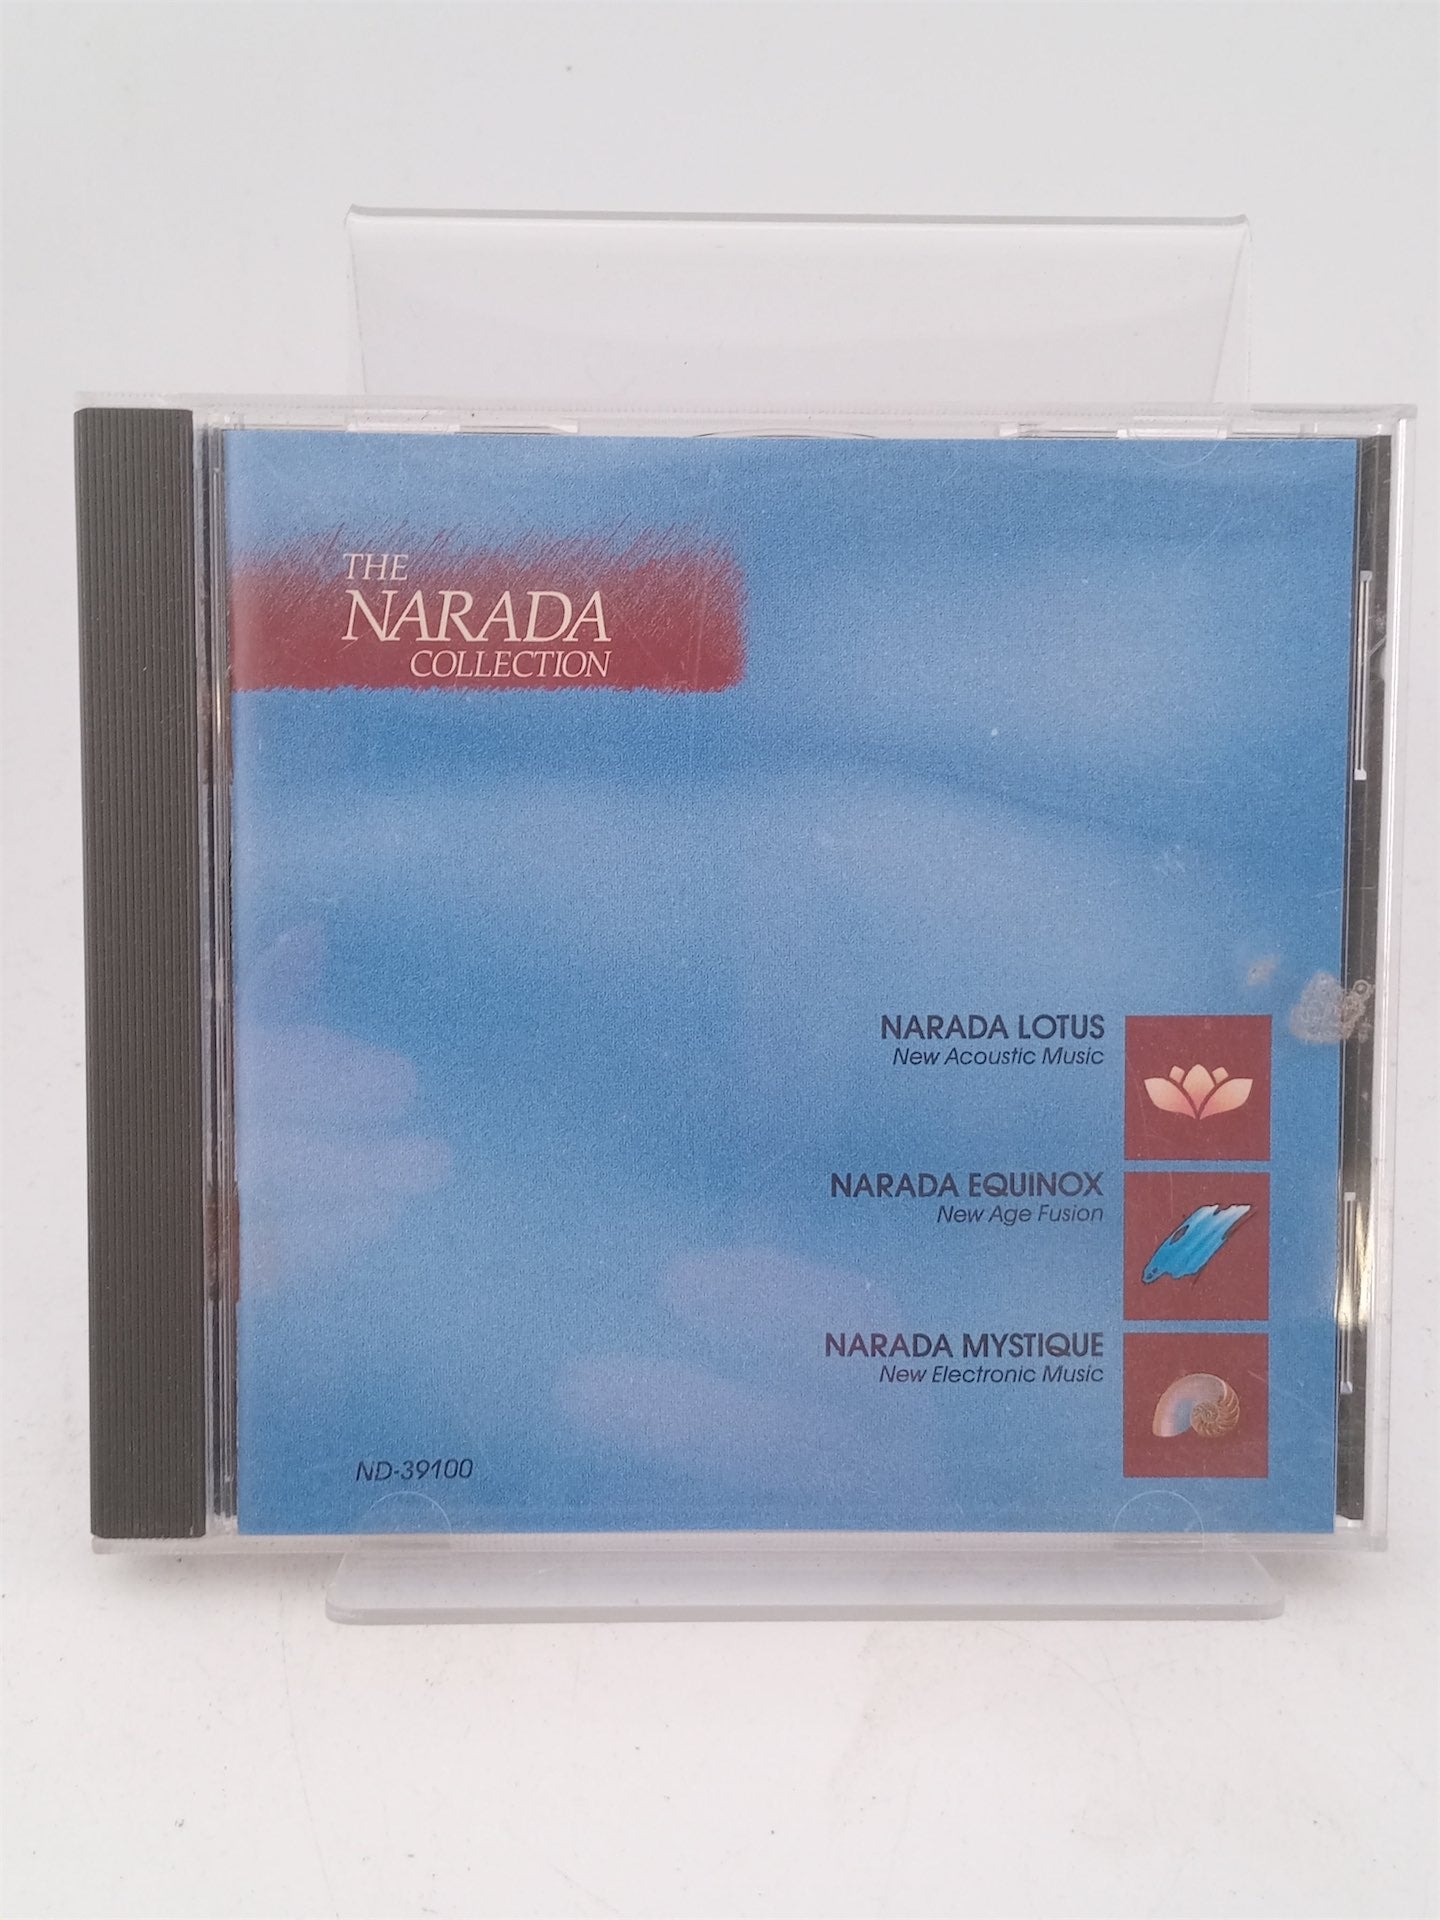 THE
NARADA
COLLECTION
NARADA LOTUS
New Acoustic Music
NARADA EQUINOX
New Age Fusion
NARADA MYSTIQUE
New Electronic Music
ND-39100